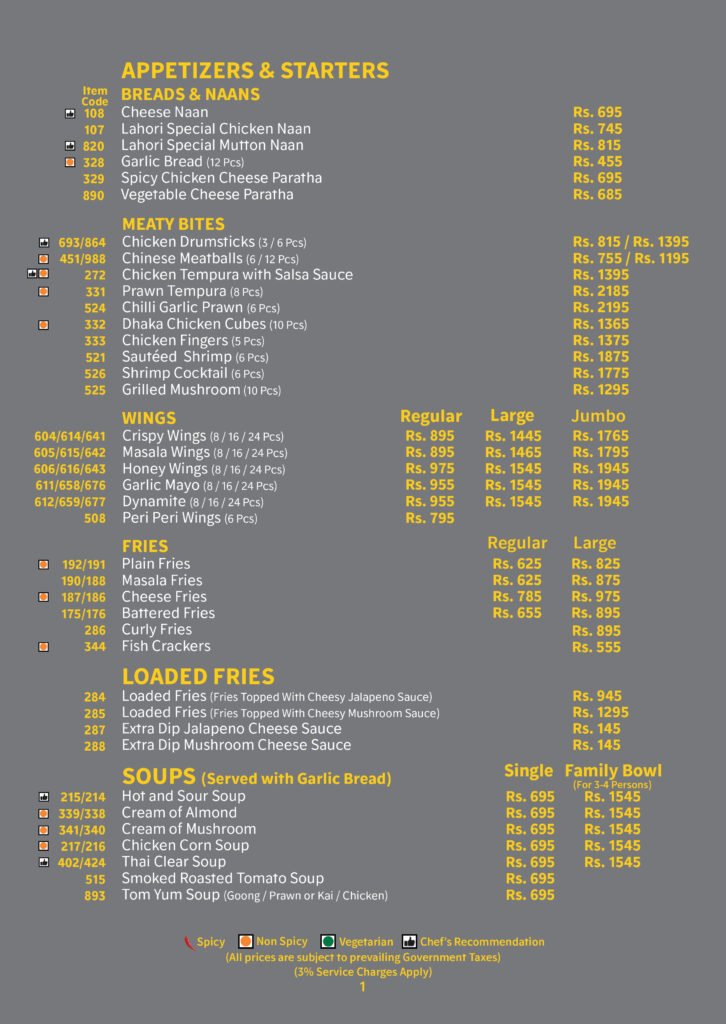 APPETIZERS & STARTERS
Item Code BREADS & NAANS
108 Cheese Naan Rs. 695
107 Lahori Special Chicken Naan Rs. 745
820 Lahori Special Mutton Naan Rs. 815
328 Garlic Bread (12 Pcs) Rs. 455
329 Spicy Chicken Cheese Paratha Rs. 695
890 Vegetable Cheese Paratha Rs. 685
MEATY BITES
693/864 Chicken Drumsticks (3 / 6 Pcs) Rs. 815 / Rs. 1395
451/988 Chinese Meatballs (6 / 12 Pcs) Rs. 755 / Rs. 1195
272 Chicken Tempura with Salsa Sauce Rs. 1395
331 Prawn Tempura (8 Pcs) Rs. 2185
524 Chilli Garlic Prawn (6 Pcs) Rs. 2195
332 Dhaka Chicken Cubes (10 Pcs) Rs. 1365
333 Chicken Fingers (5 Pcs) Rs. 1375
521 Sautéed Shrimp (6 Pcs) Rs. 1875
526 Shrimp Cocktail (6 Pcs) Rs. 1775
525 Grilled Mushroom (10 Pcs) Rs. 1295
WINGS Regular Large Jumbo
604/614/641 Crispy Wings (8 / 16 / 24 Pcs) Rs. 895 Rs. 1445 Rs. 1765
605/615/642 Masala Wings (8 / 16 / 24 Pcs) Rs. 895 Rs. 1465 Rs. 1795
606/616/643 Honey Wings (8 / 16 / 24 Pcs) Rs. 975 Rs. 1545 Rs. 1945
611/658/676 Garlic Mayo (8 / 16 / 24 Pcs) Rs. 955 Rs. 1545 Rs. 1945
612/659/677 Dynamite (8 / 16 / 24 Pcs) Rs. 955 Rs. 1545 Rs. 1945
508 Peri Peri Wings (6 Pcs) Rs. 795
FRIES Regular Large
192/191 Plain Fries Rs. 625 Rs. 825
190/188 Masala Fries Rs. 625 Rs. 875
187/186 Cheese Fries Rs. 785 Rs. 975
175/176 Battered Fries Rs. 655 Rs. 895
286 Curly Fries Rs. 895
344 Fish Crackers Rs. 555
LOADED FRIES
284 Loaded Fries (Fries Topped With Cheesy Jalapeno Sauce) Rs. 945
285 Loaded Fries (Fries Topped With Cheesy Mushroom Sauce) Rs. 1295
287 Extra Dip Jalapeno Cheese Sauce Rs. 145
288 Extra Dip Mushroom Cheese Sauce Rs. 145
SOUPS (Served with Garlic Bread) Single Family Bowl
(For 3-4 Persons)
215/214 Hot and Sour Soup Rs. 695 Rs. 1545
339/338 Cream of Almond Rs. 695 Rs. 1545
341/340 Cream of Mushroom Rs. 695 Rs. 1545
217/216 Chicken Corn Soup Rs. 695 Rs. 1545
402/424 Thai Clear Soup Rs. 695 Rs. 1545
515 Smoked Roasted Tomato Soup Rs. 695
893 Tom Yum Soup (Goong / Prawn or Kai / Chicken) Rs. 695
Spicy Non Spicy Vegetarian Chef's Recommendation
(All prices are subject to prevailing Government Taxes)
(3% Service Charges Apply)
1